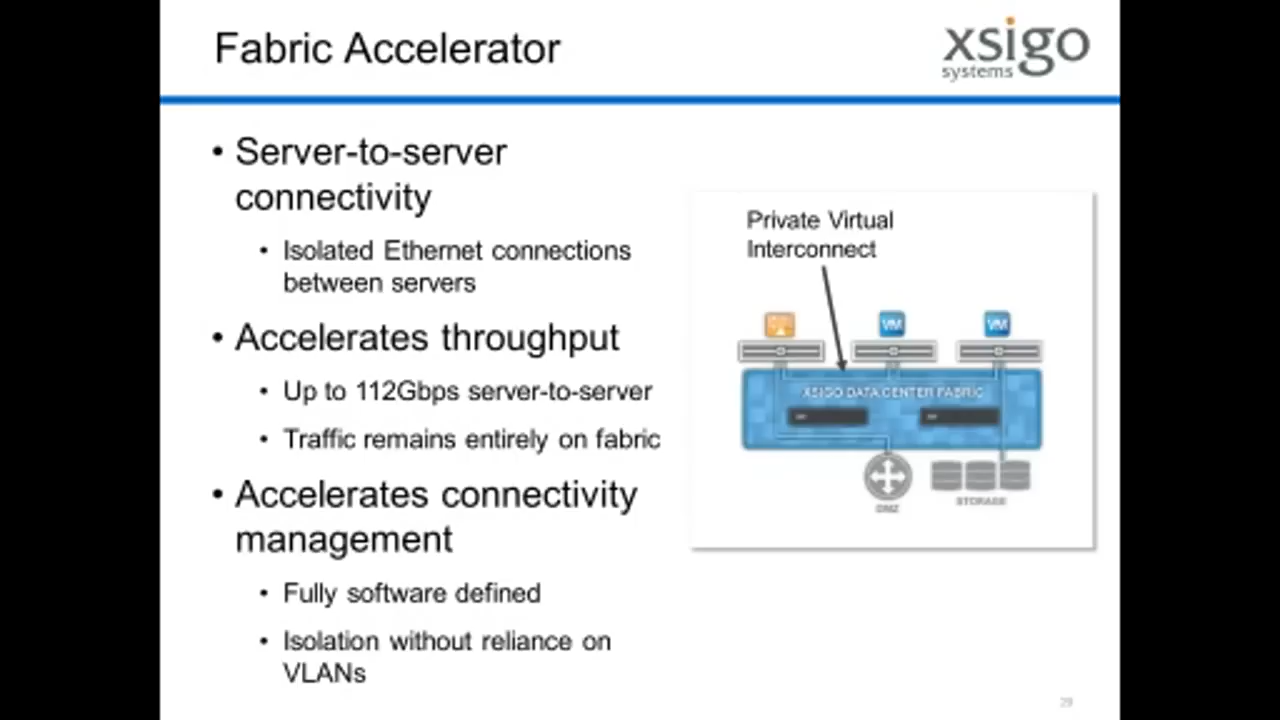 Fabric Accelerator
xsigo
systems
• Server-to-server
connectivity
• Isolated Ethernet connections
between servers
• Accelerates throughput
• Up to 112Gbps server-to-server
• Traffic remains entirely on fabric
• Accelerates connectivity
management
• Fully software defined
• Isolation without reliance on
VLANs
Private Virtual
Interconnect
VM
VM
XSIGO DATA CENTER FABRIC
DMZ
STORAGE
29